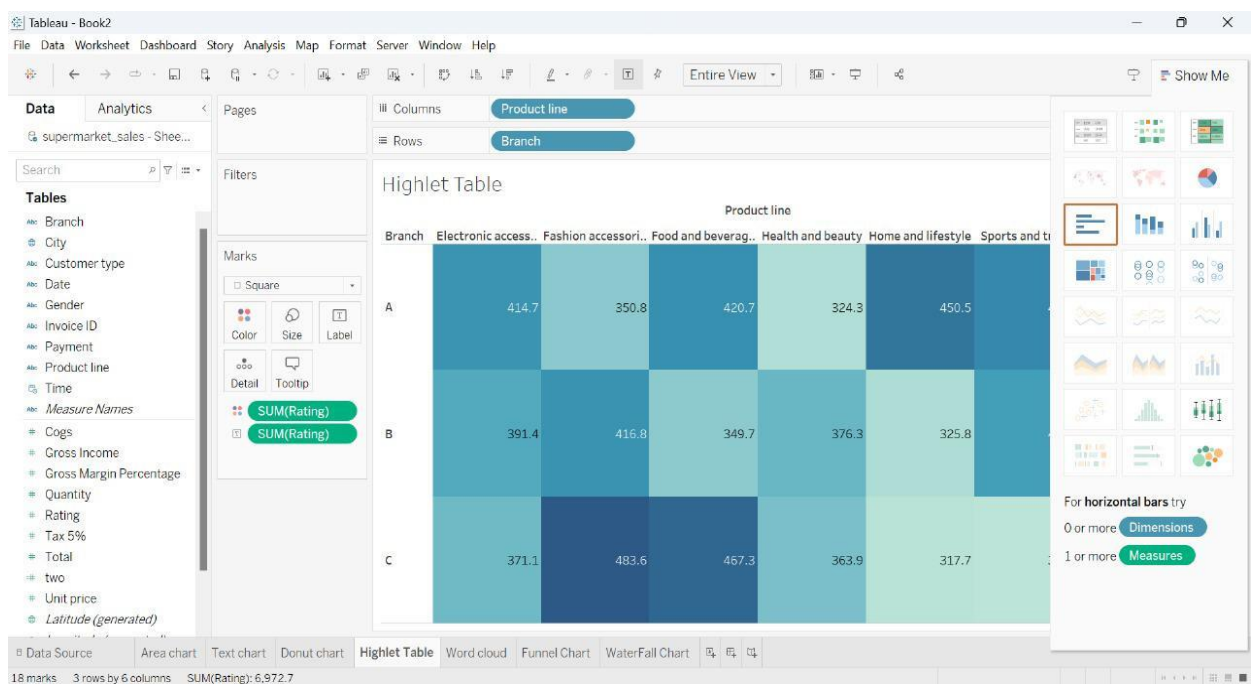 Tableau - Book2
File Data Worksheet Dashboard Story Analysis Map Format Server Window Help
Entire View
Show Me
Data Analytics
supermarket_sales - Shee...
Search
Tables
Abc Branch
City
Abc Customer type
Abc Date
Abc Gender
Abc Invoice ID
Abc Payment
Abc Product line
Time
Abc Measure Names
# Cogs
# Gross Income
# Gross Margin Percentage
# Quantity
# Rating
# Tax 5%
# Total
# two
# Unit price
Latitude (generated)
Pages
Filters
Marks
Square
Color Size Label
Detail Tooltip
SUM(Rating)
SUM(Rating)
Columns Product line
Rows Branch
Highlet Table
Product line
Branch Electronic access.. Fashion accessori.. Food and beverag.. Health and beauty Home and lifestyle Sports and
A 414.7 350.8 420.7 324.3 450.5
B 391.4 416.8 349.7 376.3 325.8
C 371.1 483.6 467.3 363.9 317.7
For horizontal bars try
0 or more Dimensions
1 or more Measures
Data Source Area chart Text chart Donut chart Highlet Table Word cloud Funnel Chart WaterFall Chart
18 marks 3 rows by 6 columns SUM(Rating): 6,972.7